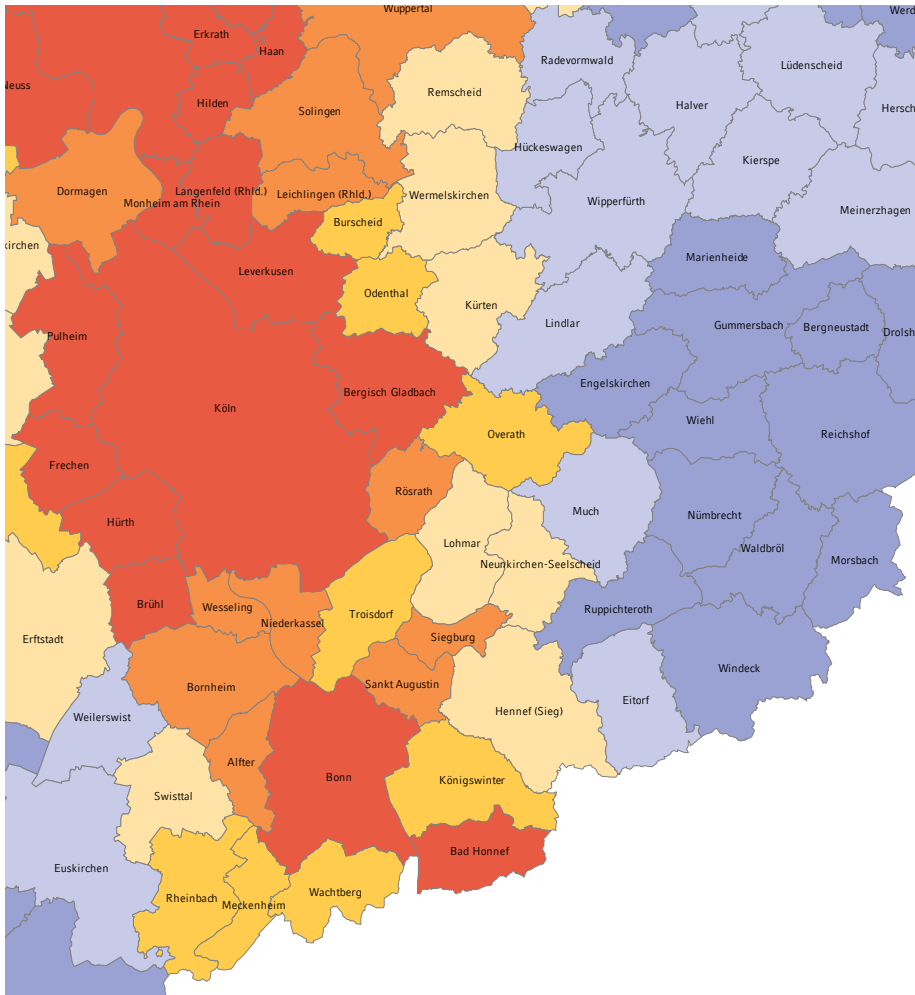 Wuppertal
Werd
Erkrath
Haan
Radevormwald
Lüdenscheid
Neuss
Remscheid
Hilden
Halver
Hersch
Solingen
Hückeswagen
Kierspe
Dormagen
Langenfeld (Rhld.)
Leichlingen (Rhld.)
Wermelskirchen
Monheim am Rhein
Wipperfürth
Meinerzhagen
Burscheid
kirchen
Marienheide
Leverkusen
Odenthal
Kürten
Lindlar
Gummersbach
Bergneustadt
Drolsh
Pulheim
Engelskirchen
Bergisch Gladbach
Köln
Wiehl
Overath
Reichshof
Frechen
Rösrath
Much
Nümbrecht
Hürth
Lohmar
Waldbröl
Neunkirchen-Seelscheid
Morsbach
Brühl
Wesseling
Ruppichteroth
Troisdorf
Niederkassel
Siegburg
Erftstadt
Windeck
Sankt Augustin
Bornheim
Eitorf
Hennef (Sieg)
Weilerswist
Alfter
Bonn
Königswinter
Swisttal
Bad Honnef
Euskirchen
Wachtberg
Rheinbach
Meckenheim